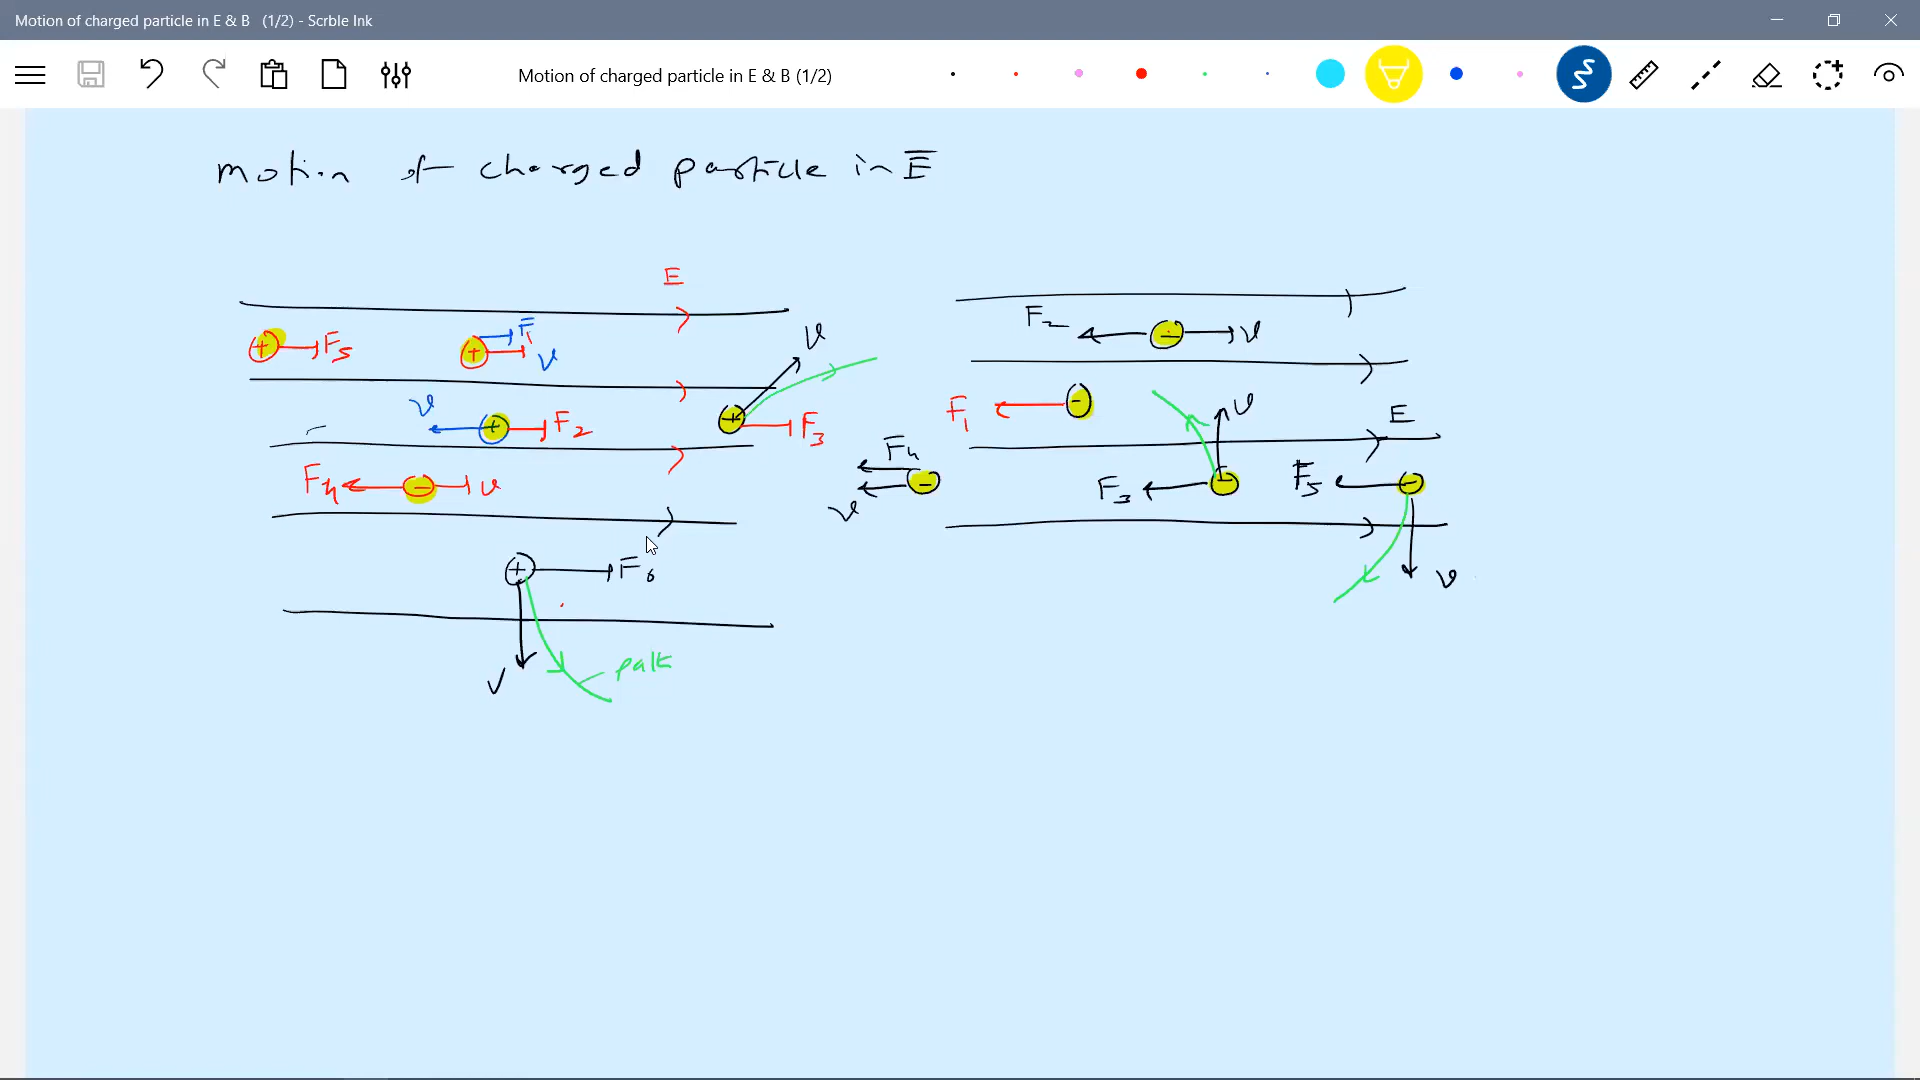 Motion of charged particle in E & B (1/2) - Scrble Ink
Motion of charged particle in E & B (1/2)
motion of charged particle in E̅
E
+ F5
+ F1
v
v
v + F2
+ F3
F4 - v
+ F6
v
path
F2 - v
F1 -
v
E
F4
-
v
F3 -
F5 -
v